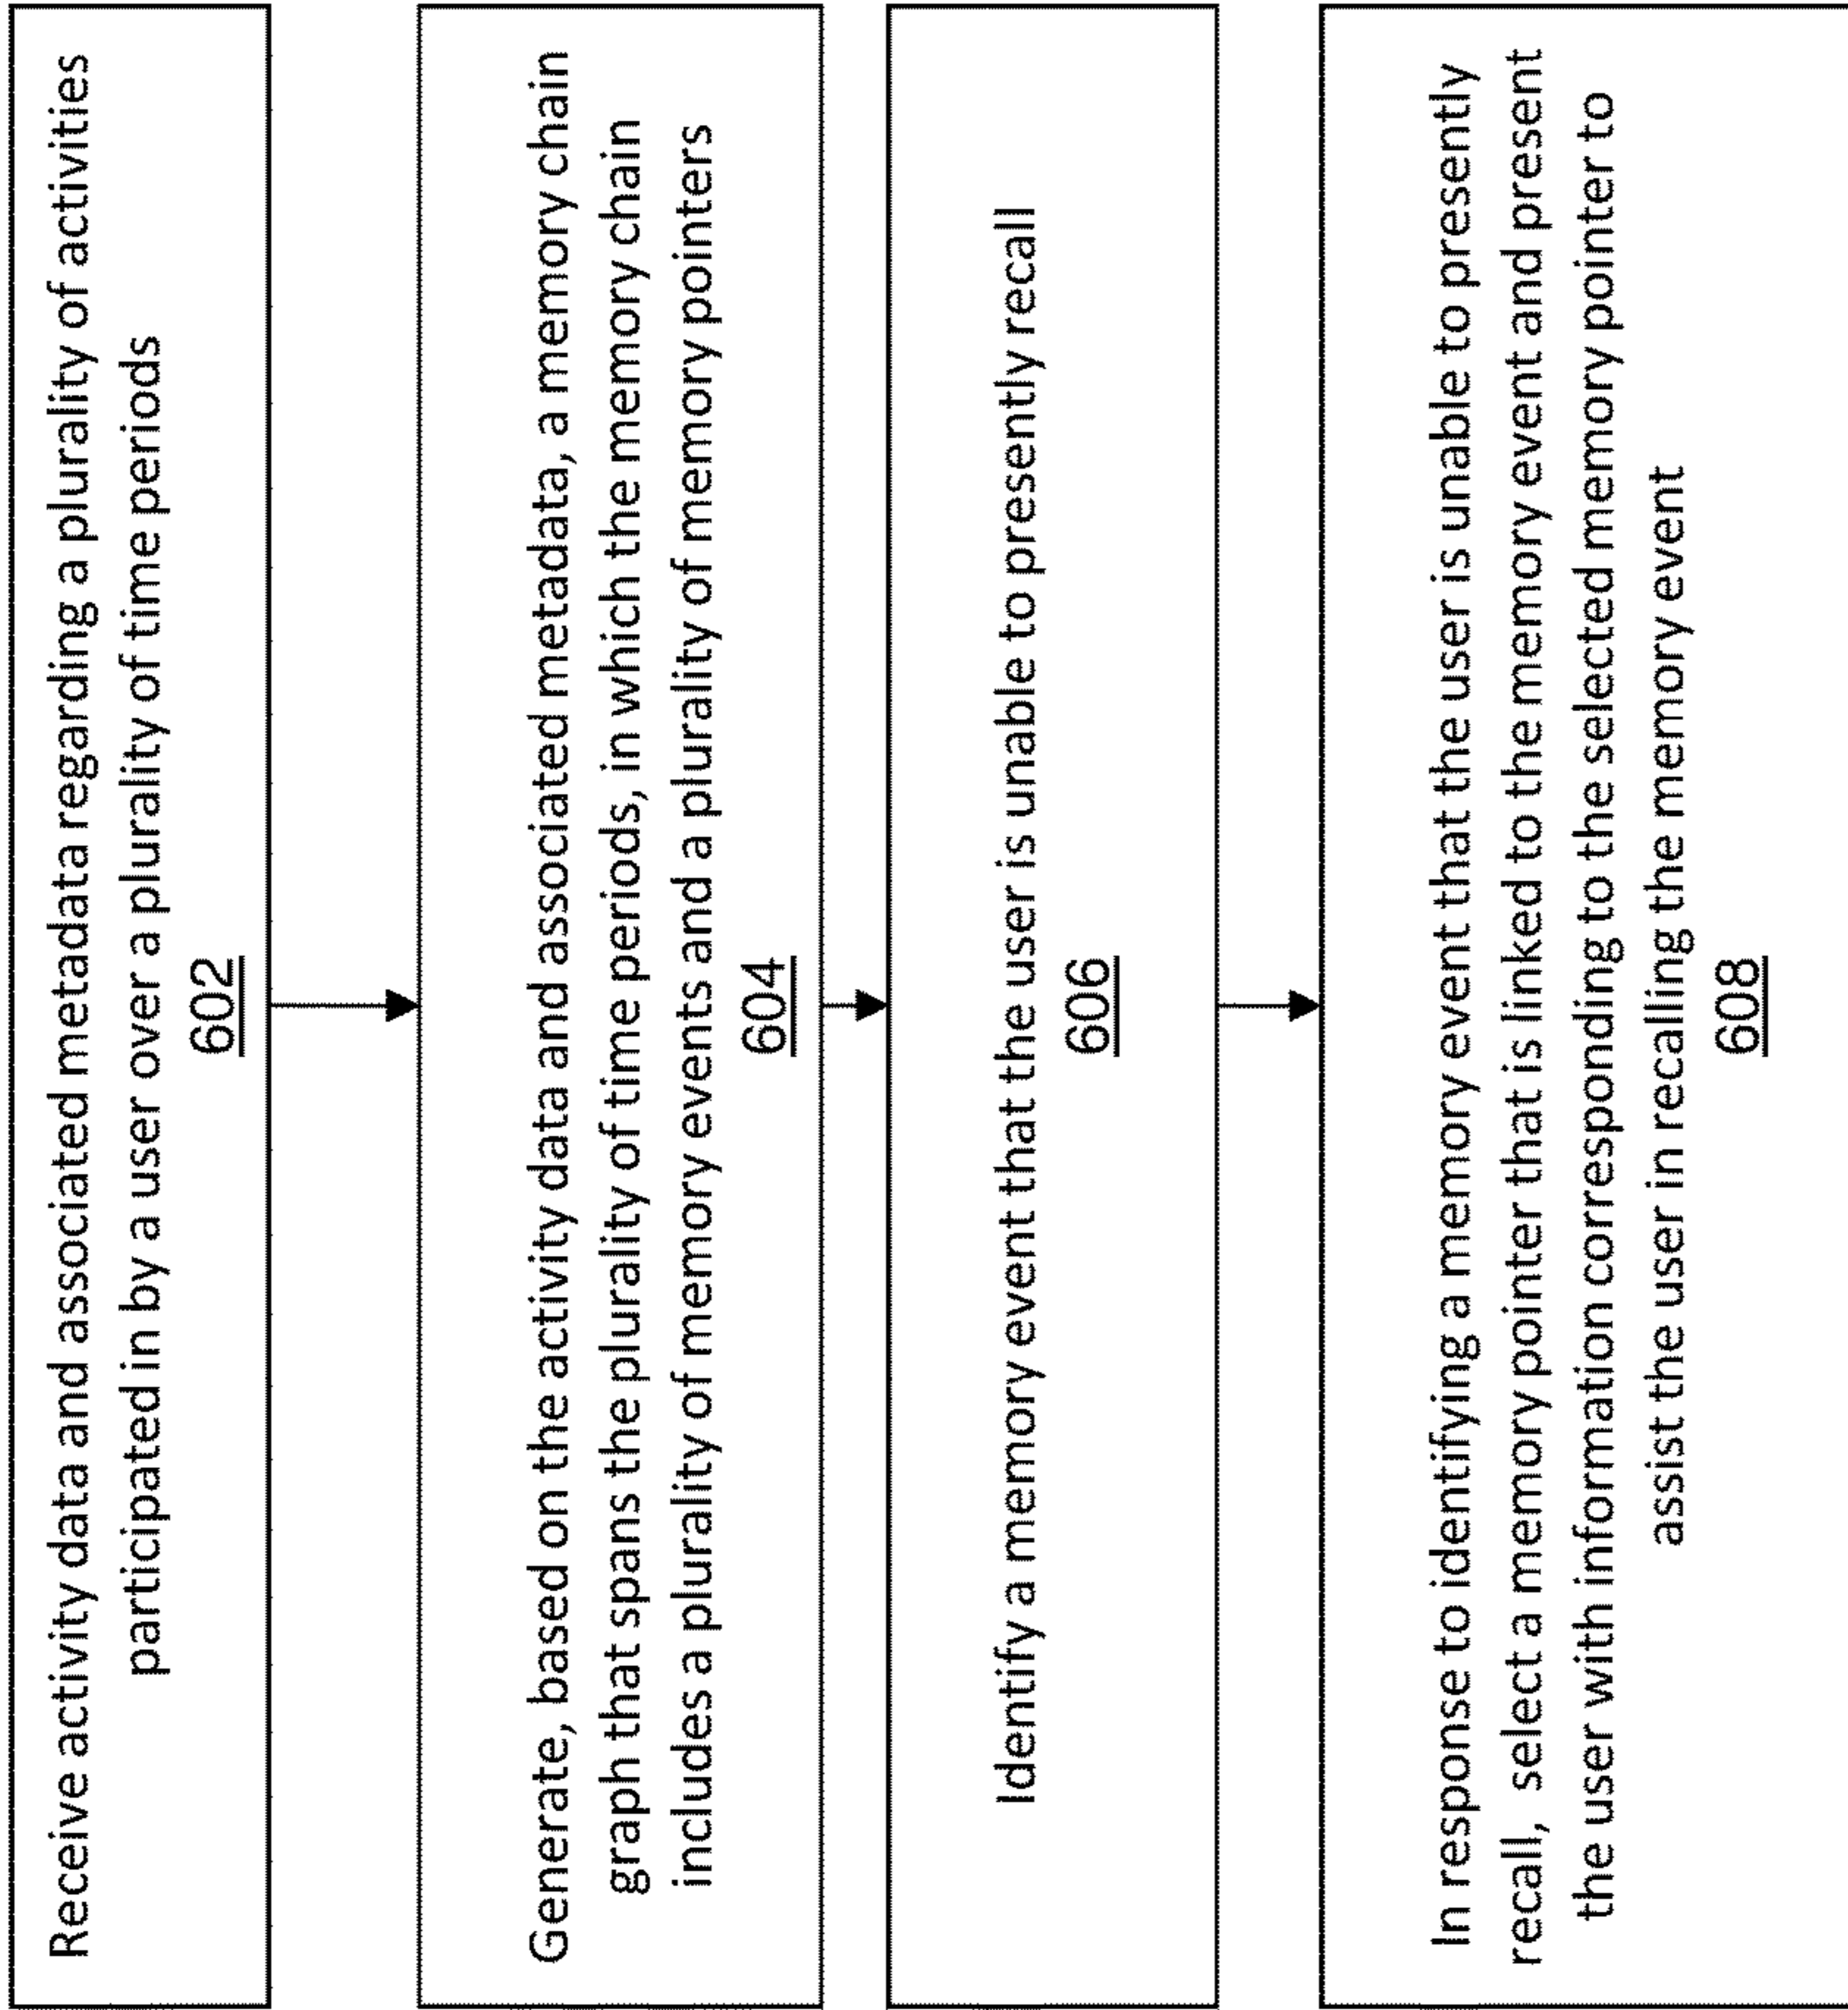 Receive activity data and associated metadata regarding a plurality of activities
participated in by a user over a plurality of time periods
602
Generate, based on the activity data and associated metadata, a memory chain
graph that spans the plurality of time periods, in which the memory chain
includes a plurality of memory events and a plurality of memory pointers
604
Identify a memory event that the user is unable to presently recall
606
In response to identifying a memory event that the user is unable to presently
recall, select a memory pointer that is linked to the memory event and present
the user with information corresponding to the selected memory pointer to
assist the user in recalling the memory event
608